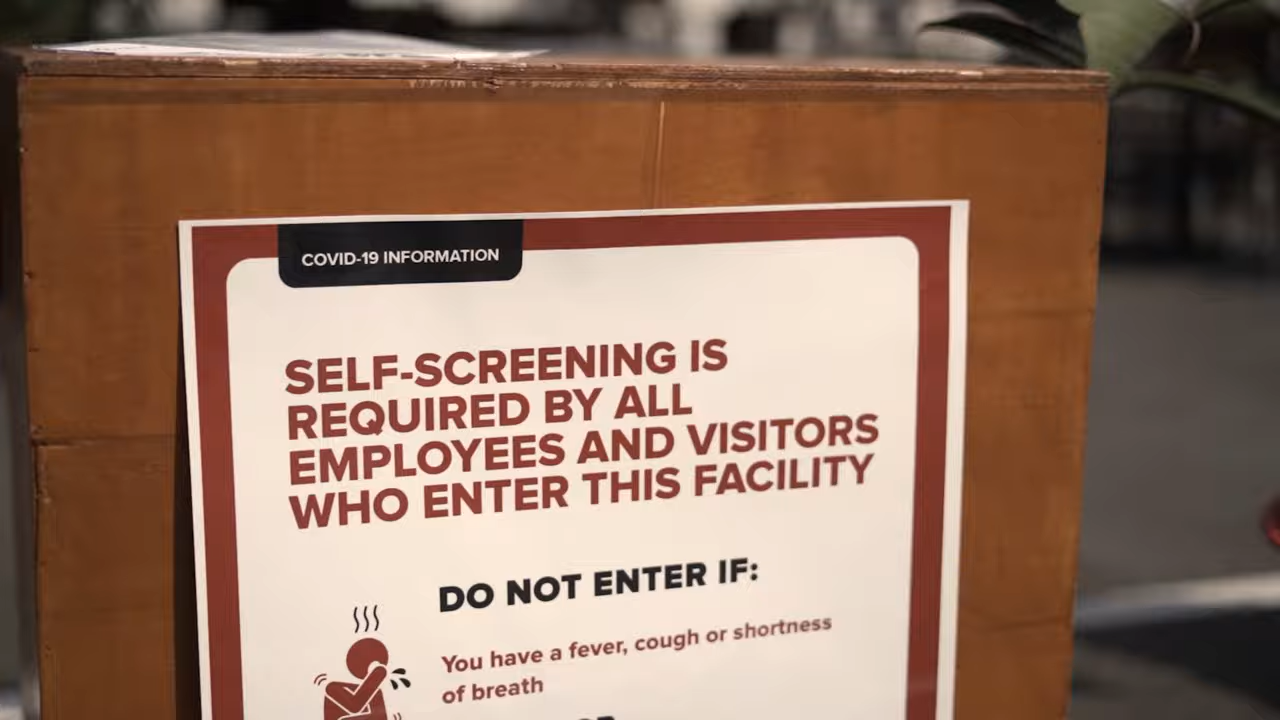 COVID-19 INFORMATION
SELF-SCREENING IS
REQUIRED BY ALL
EMPLOYEES AND VISITORS
WHO ENTER THIS FACILITY
DO NOT ENTER IF:
You have a fever, cough or shortness
of breath
OR